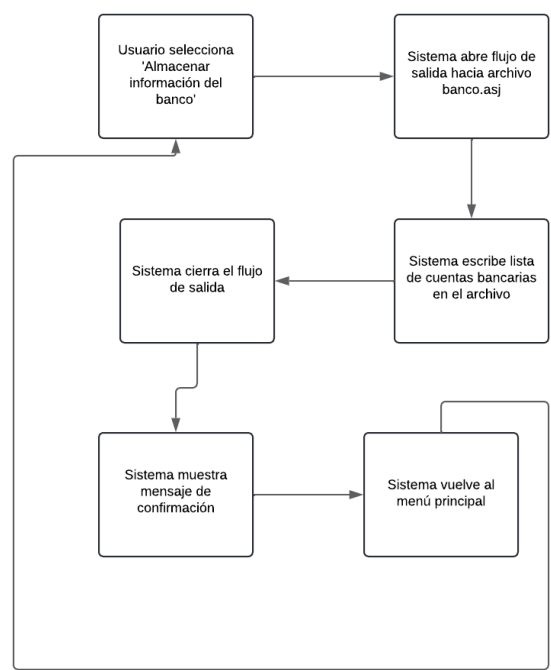 Usuario selecciona
'Almacenar
información del
banco'
Sistema abre flujo de
salida hacia archivo
banco.asj
Sistema escribe lista
de cuentas bancarias
en el archivo
Sistema cierra el flujo
de salida
Sistema muestra
mensaje de
confirmación
Sistema vuelve al
menú principal